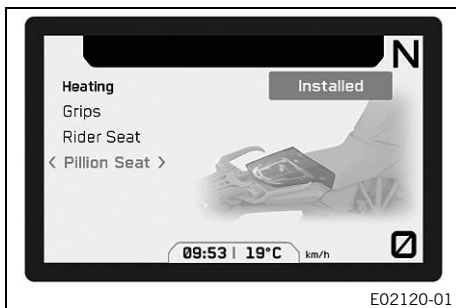 N
Heating
Installed
Grips
Rider Seat
< Pillion Seat >
09:53 | 19°C km/h
E02120-01